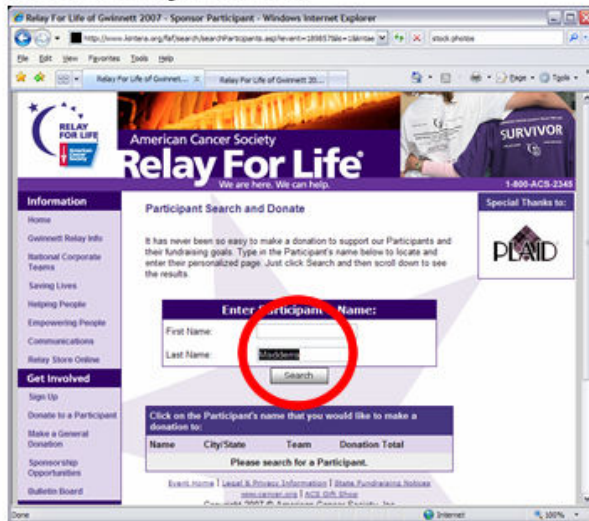 Relay For Life of Gwinnett 2007 - Sponsor Participant - Windows Internet Explorer
stock photos
File Edit View Favorites Tools Help
Relay For Life of Gwinnet...
Relay For Life of Gwinnett 20...
Page
Tools
RELAY
FOR LIFE
American
Cancer
Society
American Cancer Society
Relay For Life®
We are here. We can help.
SURVIVOR
1-800-ACS-2345
Information
Home
Gwinnett Relay Info
National Corporate
Teams
Saving Lives
Helping People
Empowering People
Communications
Relay Store Online
Get Involved
Sign Up
Donate to a Participant
Make a General
Donation
Sponsorship
Opportunities
Bulletin Board
Participant Search and Donate
It has never been so easy to make a donation to support our Participants and
their fundraising goals. Type in the Participant's name below to locate and
enter their personalized page. Just click Search and then scroll down to see
the results.
Enter Participant's Name:
First Name:
Last Name:
Madderra
Search
Click on the Participant's name that you would like to make a
donation to:
Name City/State Team Donation Total
Please search for a Participant.
Event Home | Legal & Privacy Information | State Fundraising Notices
www.cancer.org | ACS Gift Shop
Copyright 2007 © American Cancer Society, Inc.
Special Thanks to:
PLAID
Done
Internet
100%